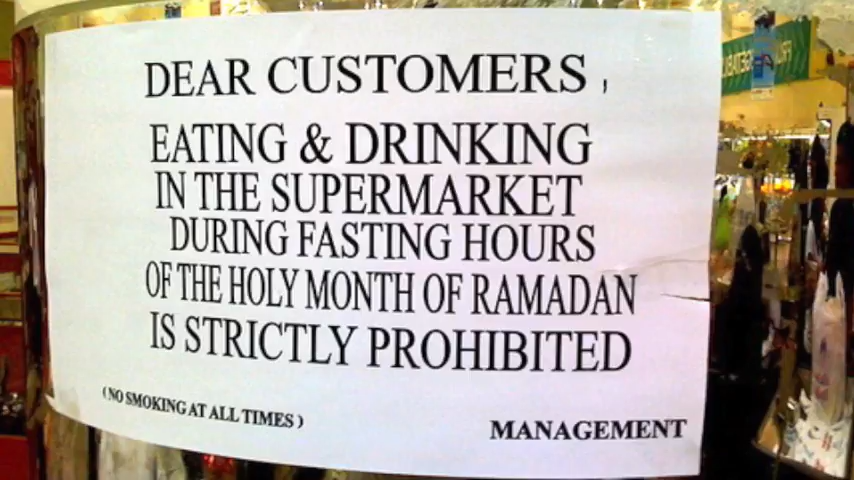 DEAR CUSTOMERS,
EATING & DRINKING
IN THE SUPERMARKET
DURING FASTING HOURS
OF THE HOLY MONTH OF RAMADAN
IS STRICTLY PROHIBITED
(NO SMOKING AT ALL TIMES)
MANAGEMENT